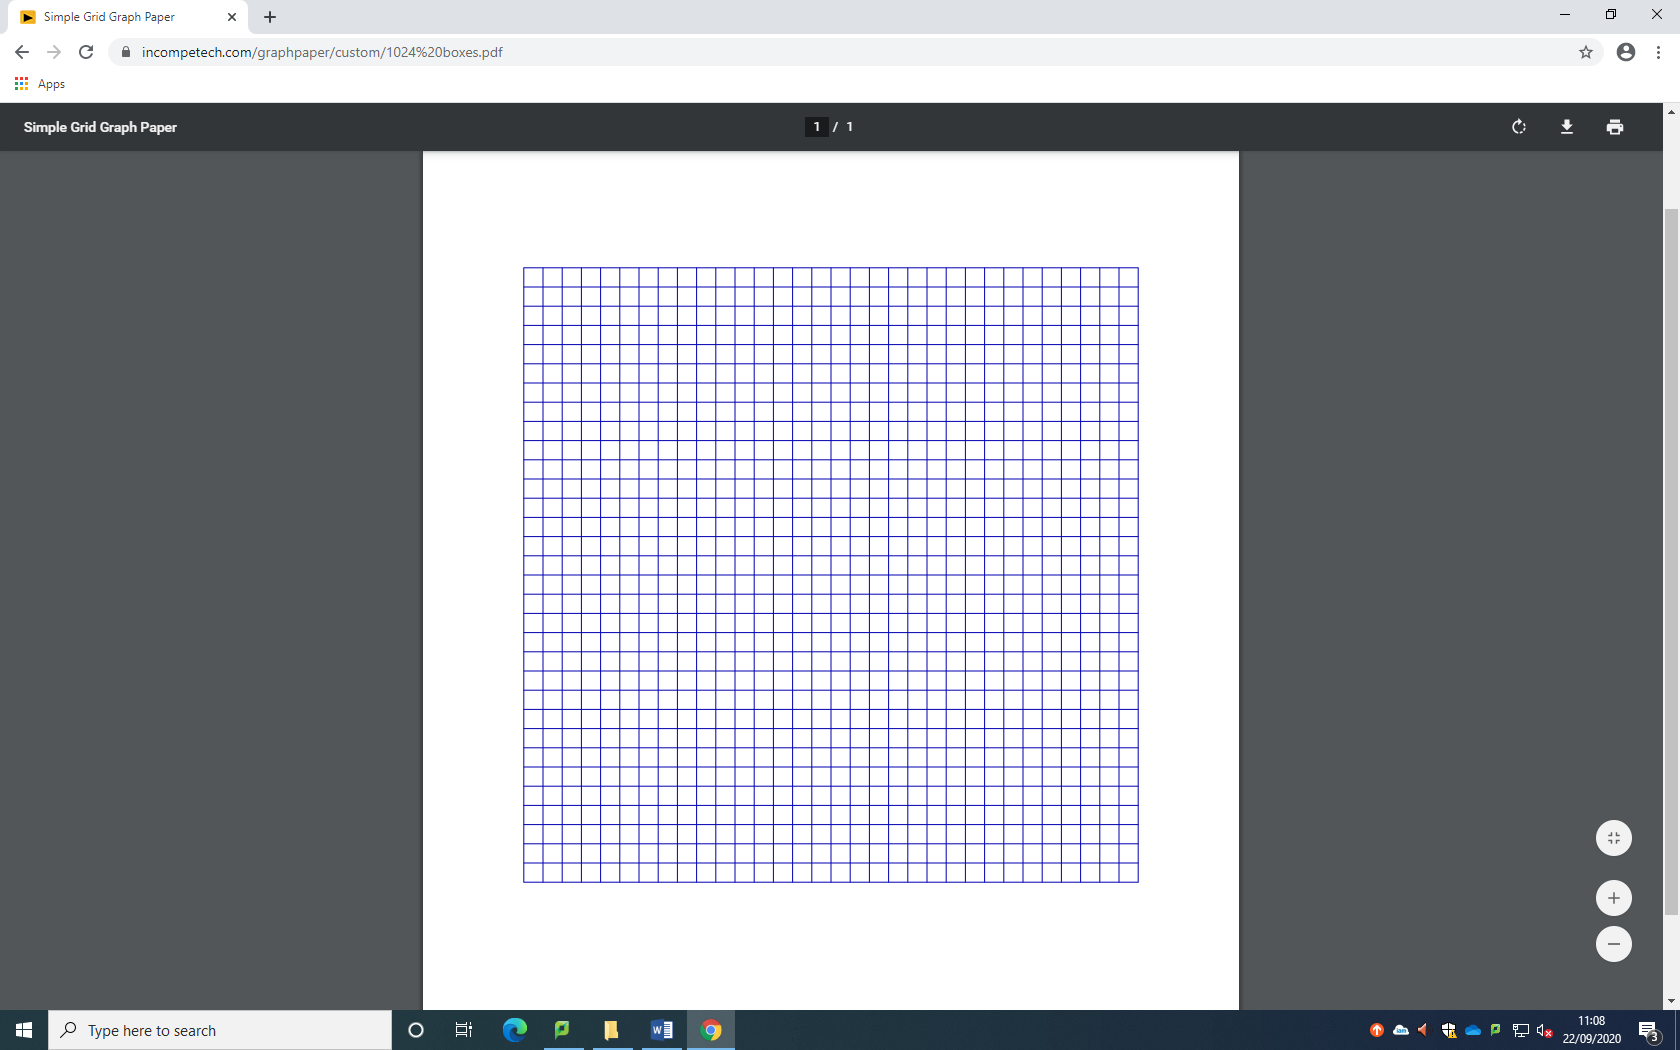 Simple Grid Graph Paper
incompetech.com/graphpaper/custom/1024%20boxes.pdf
Apps
Simple Grid Graph Paper
1 / 1
Type here to search
11:08
22/09/2020
3